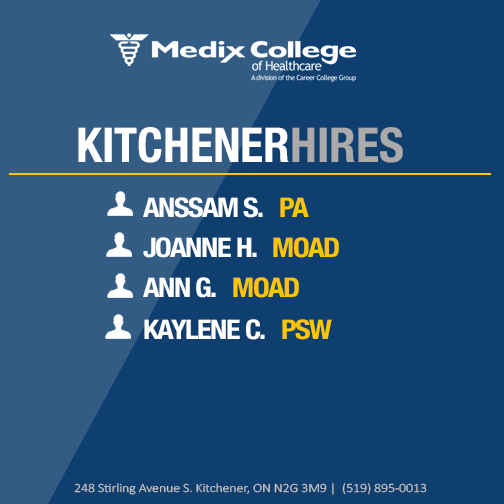 Medix College
of Healthcare
A division of the Career College Group
KITCHENERHIRES
ANSSAM S. PA
JOANNE H. MOAD
ANN G. MOAD
KAYLENE C. PSW
248 Stirling Avenue S. Kitchener, ON N2G 3M9 | (519) 895-0013